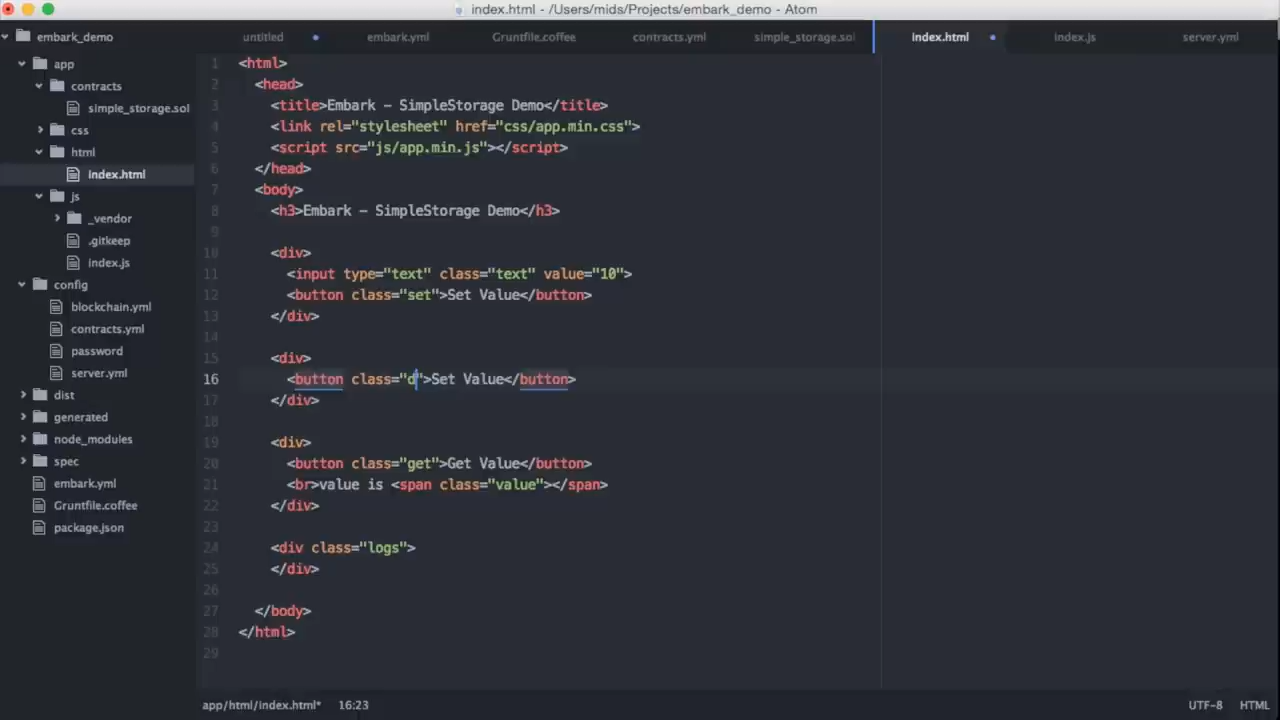 index.html - /Users/mids/Projects/embark_demo - Atom
embark_demo
app
contracts
simple_storage.sol
css
html
index.html
js
_vendor
.gitkeep
index.js
config
blockchain.yml
contracts.yml
password
server.yml
dist
generated
node_modules
spec
embark.yml
Gruntfile.coffee
package.json
untitled embark.yml Gruntfile.coffee contracts.yml simple_storage.sol index.html index.js server.yml
1 <html>
2 <head>
3 <title>Embark - SimpleStorage Demo</title>
4 <link rel="stylesheet" href="css/app.min.css">
5 <script src="js/app.min.js"></script>
6 </head>
7 <body>
8 <h3>Embark - SimpleStorage Demo</h3>
9
10 <div>
11 <input type="text" class="text" value="10">
12 <button class="set">Set Value</button>
13 </div>
14
15 <div>
16 <button class="d">Set Value</button>
17 </div>
18
19 <div>
20 <button class="get">Get Value</button>
21 <br>value is <span class="value"></span>
22 </div>
23
24 <div class="logs">
25 </div>
26
27 </body>
28 </html>
29
app/html/index.html* 16:23 UTF-8 HTML